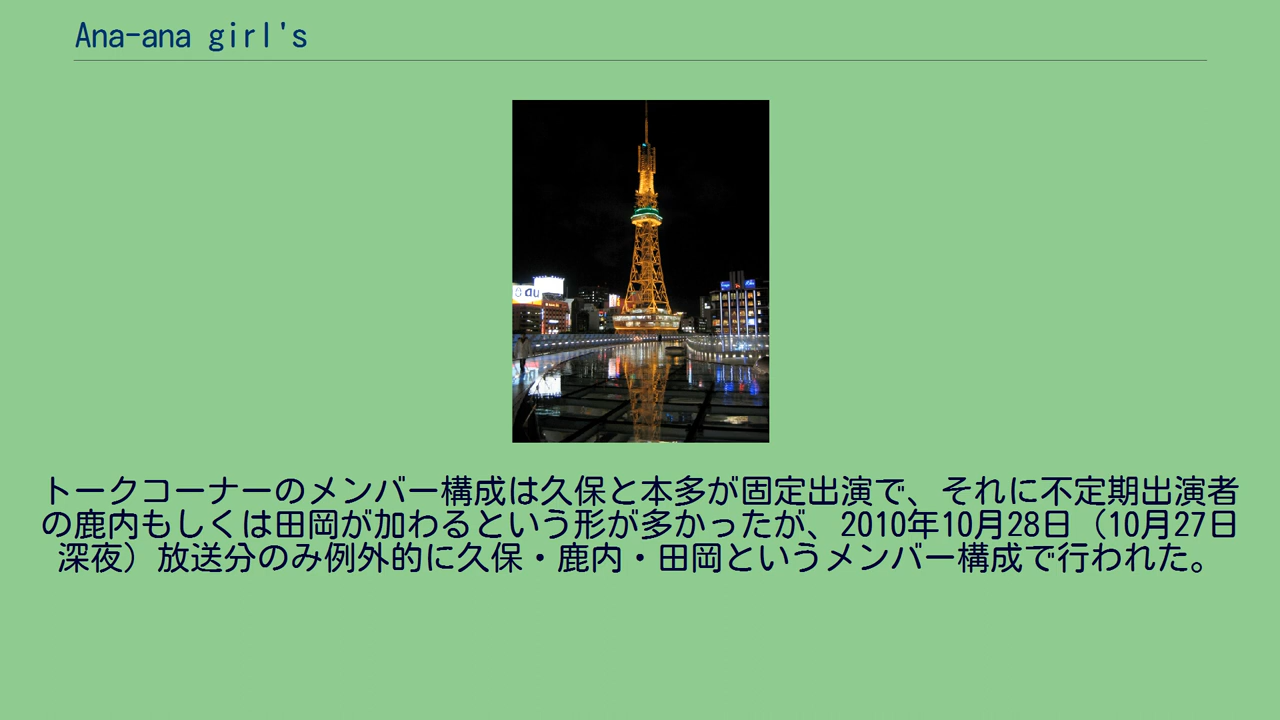 Ana-ana girl's
au
トークコーナーのメンバー構成は久保と本多が固定出演で、それに不定期出演者
の鹿内もしくは田岡が加わるという形が多かったが、2010年10月28日（10月27日
深夜）放送分のみ例外的に久保・鹿内・田岡というメンバー構成で行われた。